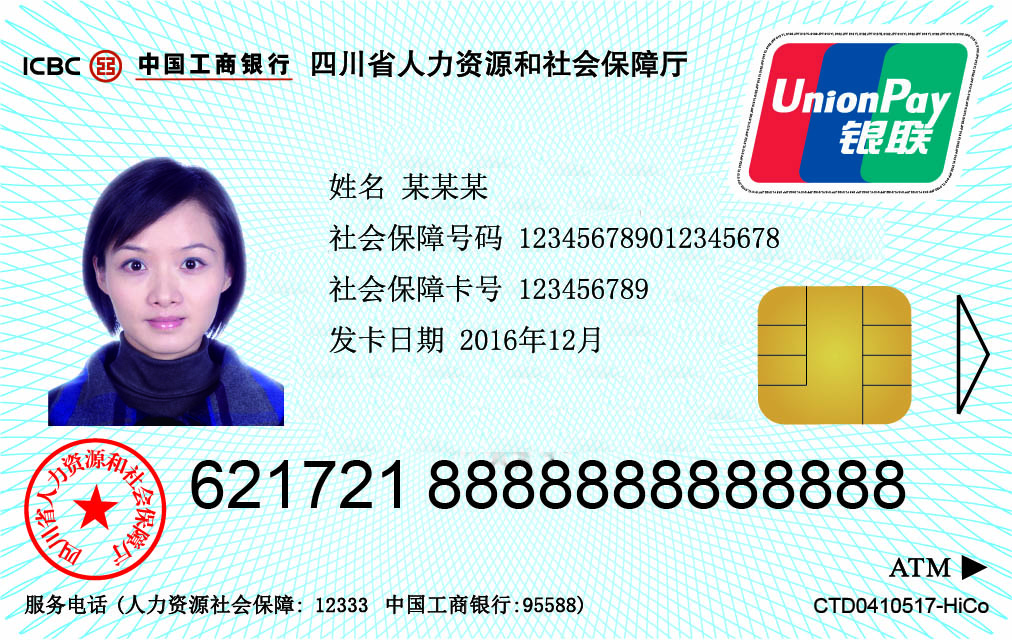 ICBC 中国工商银行 四川省人力资源和社会保障厅
UnionPay
银联
姓名 某某某
社会保障号码 123456789012345678
社会保障卡号 123456789
发卡日期 2016年12月
四川省人力资源和社会保障厅
621721 8888888888888
ATM
服务电话 (人力资源社会保障: 12333 中国工商银行:95588)
CTD0410517-HiCo